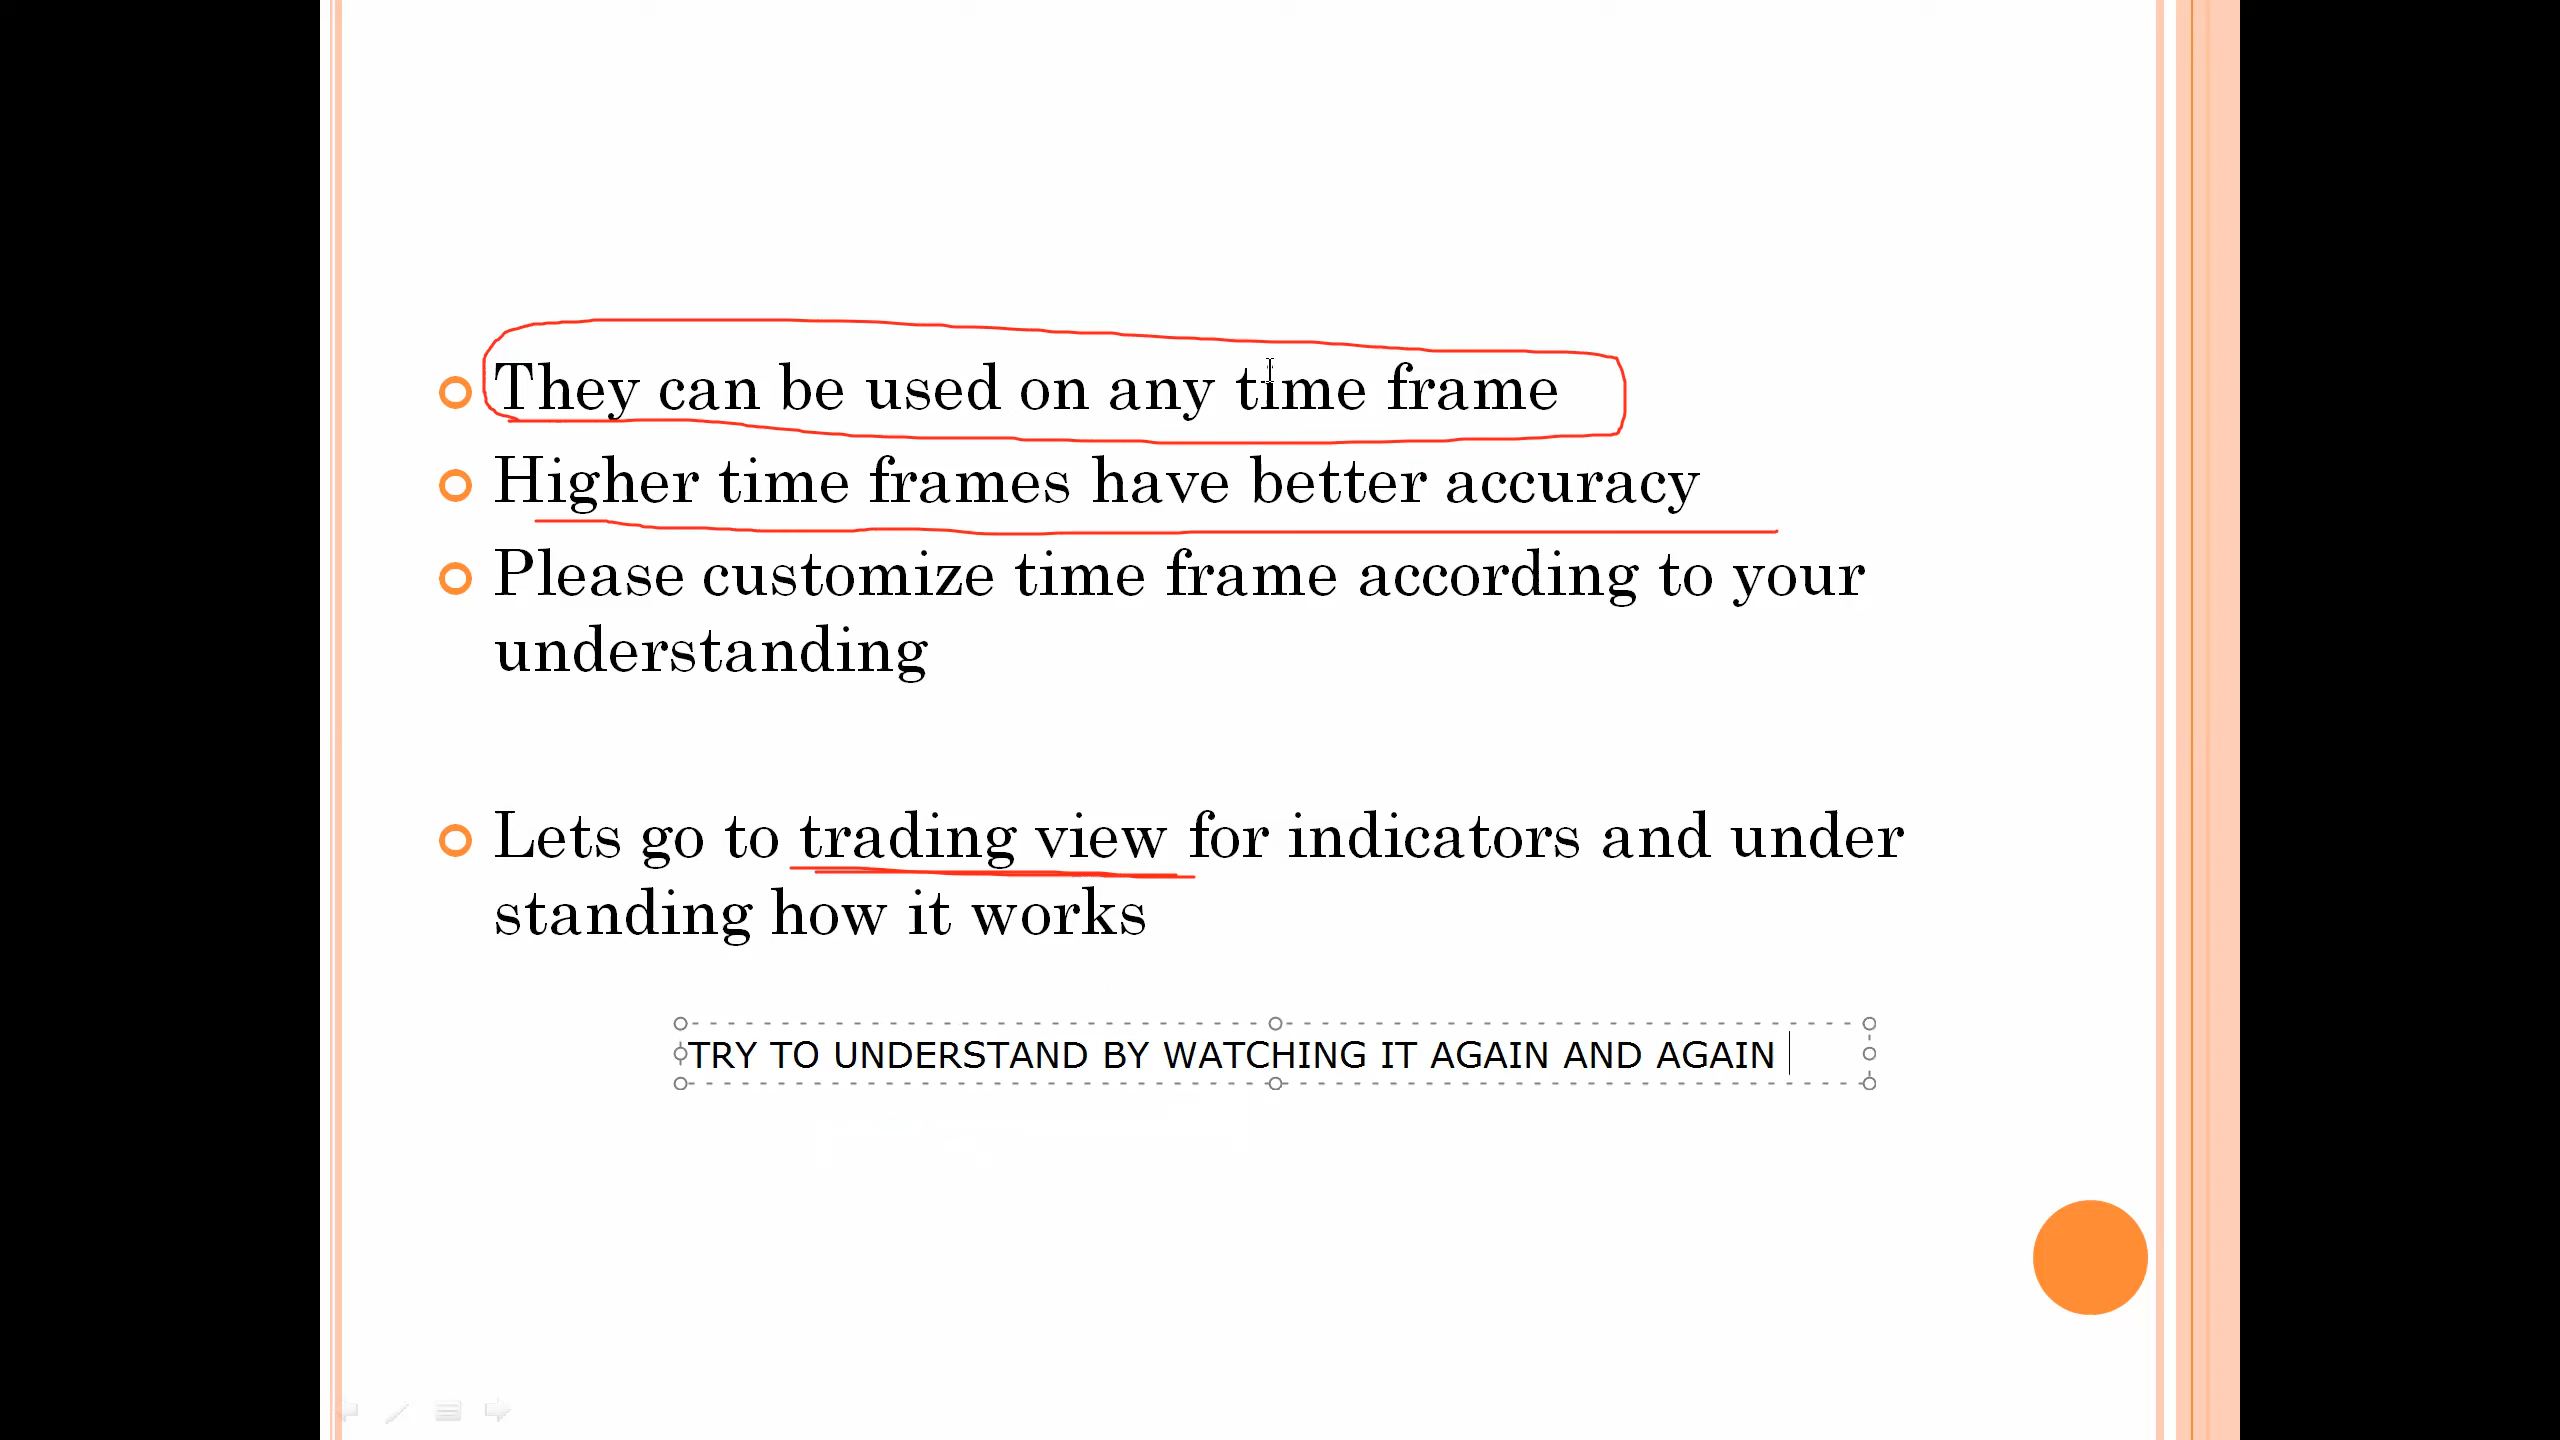 They can be used on any time frame
Higher time frames have better accuracy
Please customize time frame according to your
understanding
Lets go to trading view for indicators and under
standing how it works
TRY TO UNDERSTAND BY WATCHING IT AGAIN AND AGAIN